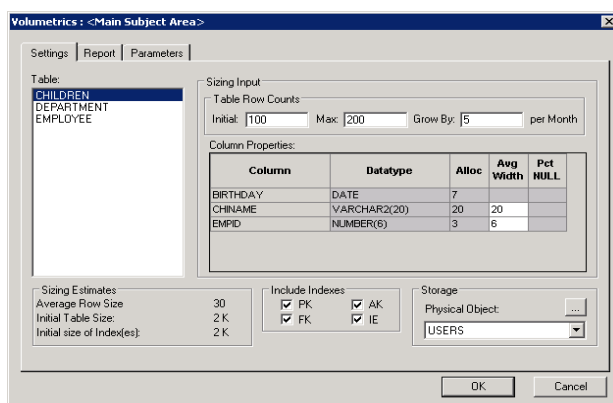 Volumetrics : <Main Subject Area>
Settings Report Parameters
Table:
CHILDREN
DEPARTMENT
EMPLOYEE
Sizing Input
Table Row Counts
Initial: 100 Max: 200 Grow By: 5 per Month
Column Properties:
Column Datatype Alloc Avg Width Pct NULL
BIRTHDAY DATE 7
CHINAME VARCHAR2(20) 20 20
EMPID NUMBER(6) 3 6
Sizing Estimates
Average Row Size 30
Initial Table Size: 2 K
Initial size of Index(es): 2 K
Include Indexes
PK AK
FK IE
Storage
Physical Object: ...
USERS
OK Cancel